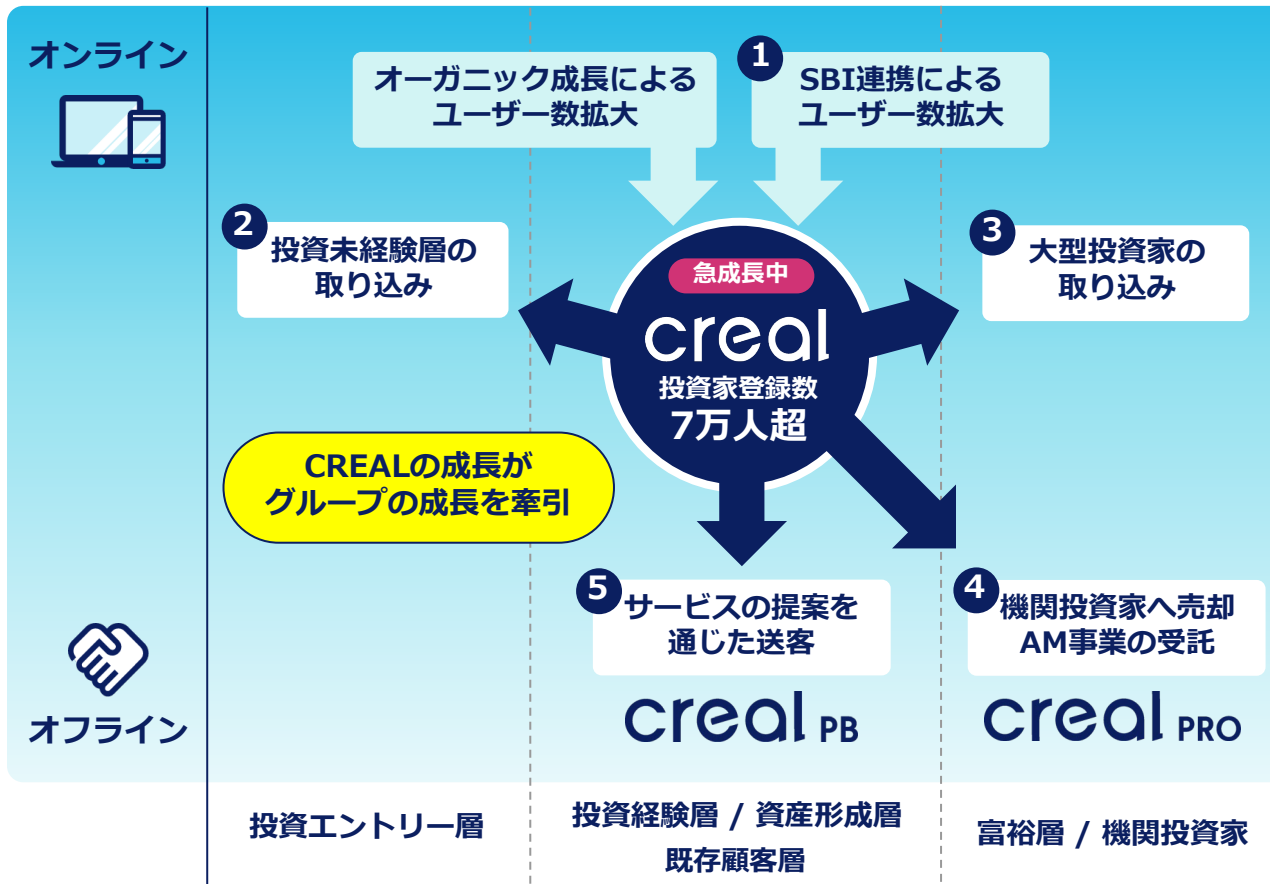 オンライン
オーガニック成長による
ユーザー数拡大
1
SBI連携による
ユーザー数拡大
2
投資未経験層の
取り込み
3
大型投資家の
取り込み
急成長中
creal
投資家登録数
7万人超
CREALの成長が
グループの成長を牽引
5
サービスの提案を
通じた送客
creal PB
4
機関投資家へ売却
AM事業の受託
creal PRO
オフライン
投資エントリー層
投資経験層 / 資産形成層
既存顧客層
富裕層 / 機関投資家